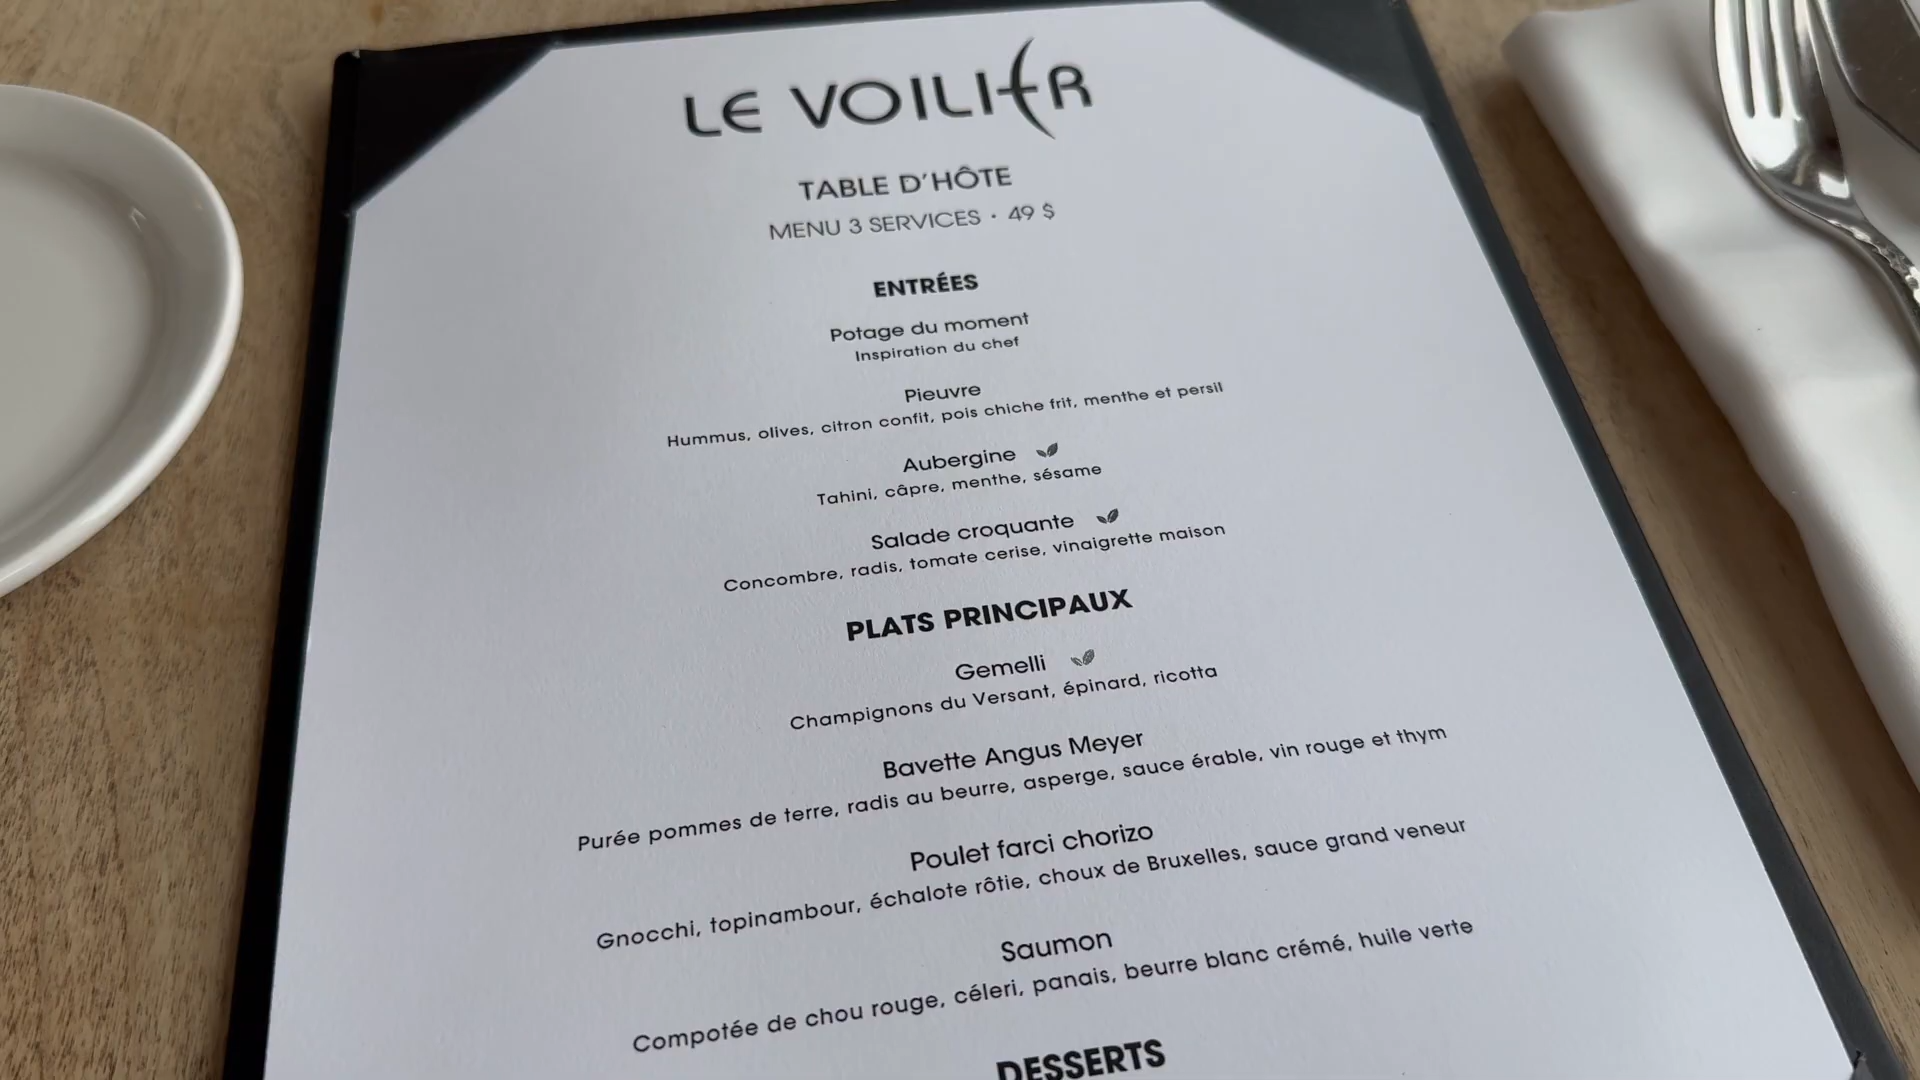 LE VOILIER
TABLE D'HÔTE
MENU 3 SERVICES • 49 $
ENTRÉES
Potage du moment
Inspiration du chef
Pieuvre
Hummus, olives, citron confit, pois chiche frit, menthe et persil
Aubergine
Tahini, câpre, menthe, sésame
Salade croquante
Concombre, radis, tomate cerise, vinaigrette maison
PLATS PRINCIPAUX
Gemelli
Champignons du Versant, épinard, ricotta
Bavette Angus Meyer
Purée pommes de terre, radis au beurre, asperge, sauce érable, vin rouge et thym
Poulet farci chorizo
Gnocchi, topinambour, échalote rôtie, choux de Bruxelles, sauce grand veneur
Saumon
Compotée de chou rouge, céleri, panais, beurre blanc crémé, huile verte
DESSERTS